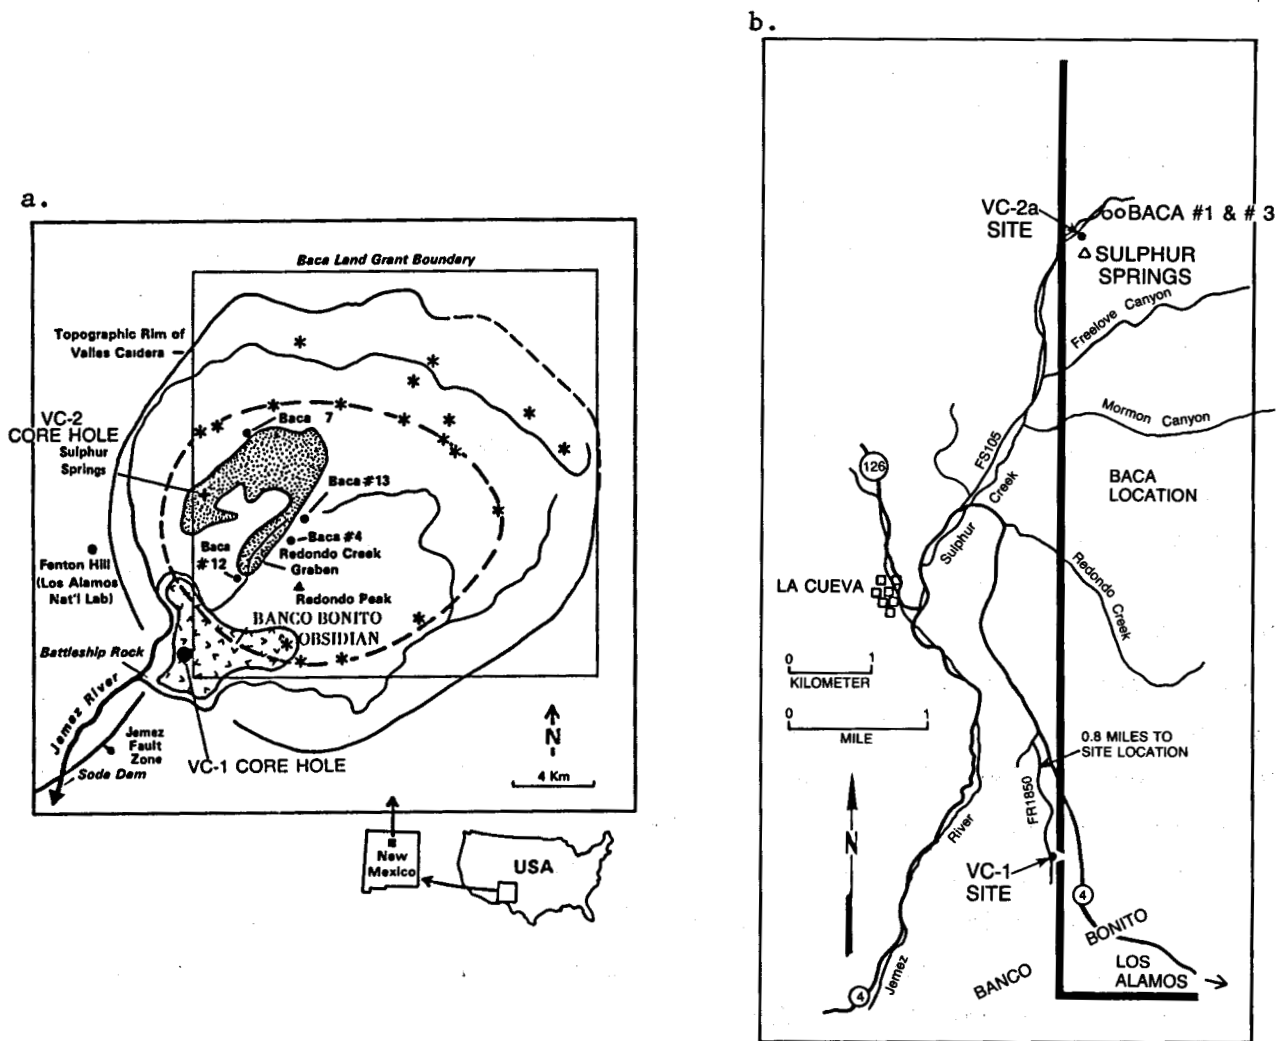 a.
Baca Land Grant Boundary
Topographic Rim of
Valles Caldera
VC-2
CORE HOLE
Sulphur
Springs
Baca 7
Baca #13
Baca #4
Redondo Creek
Graben
Baca
#12
Redondo Peak
Fenton Hill
(Los Alamos
Nat'l Lab)
BANCO BONITO
OBSIDIAN
Battleship Rock
Jemez River
Jemez
Fault
Zone
Soda Dam
VC-1 CORE HOLE
N
4 Km
New
Mexico
USA
b.
VC-2a
SITE
BACA #1 & #3
SULPHUR
SPRINGS
Freelove Canyon
Mormon Canyon
126
FS105
Sulphur Creek
BACA
LOCATION
Redondo
Creek
LA CUEVA
0 1
KILOMETER
0 1
MILE
0.8 MILES TO
SITE LOCATION
FR1850
N
River
VC-1
SITE
4
BONITO
LOS
ALAMOS
BANCO
Jemez
4